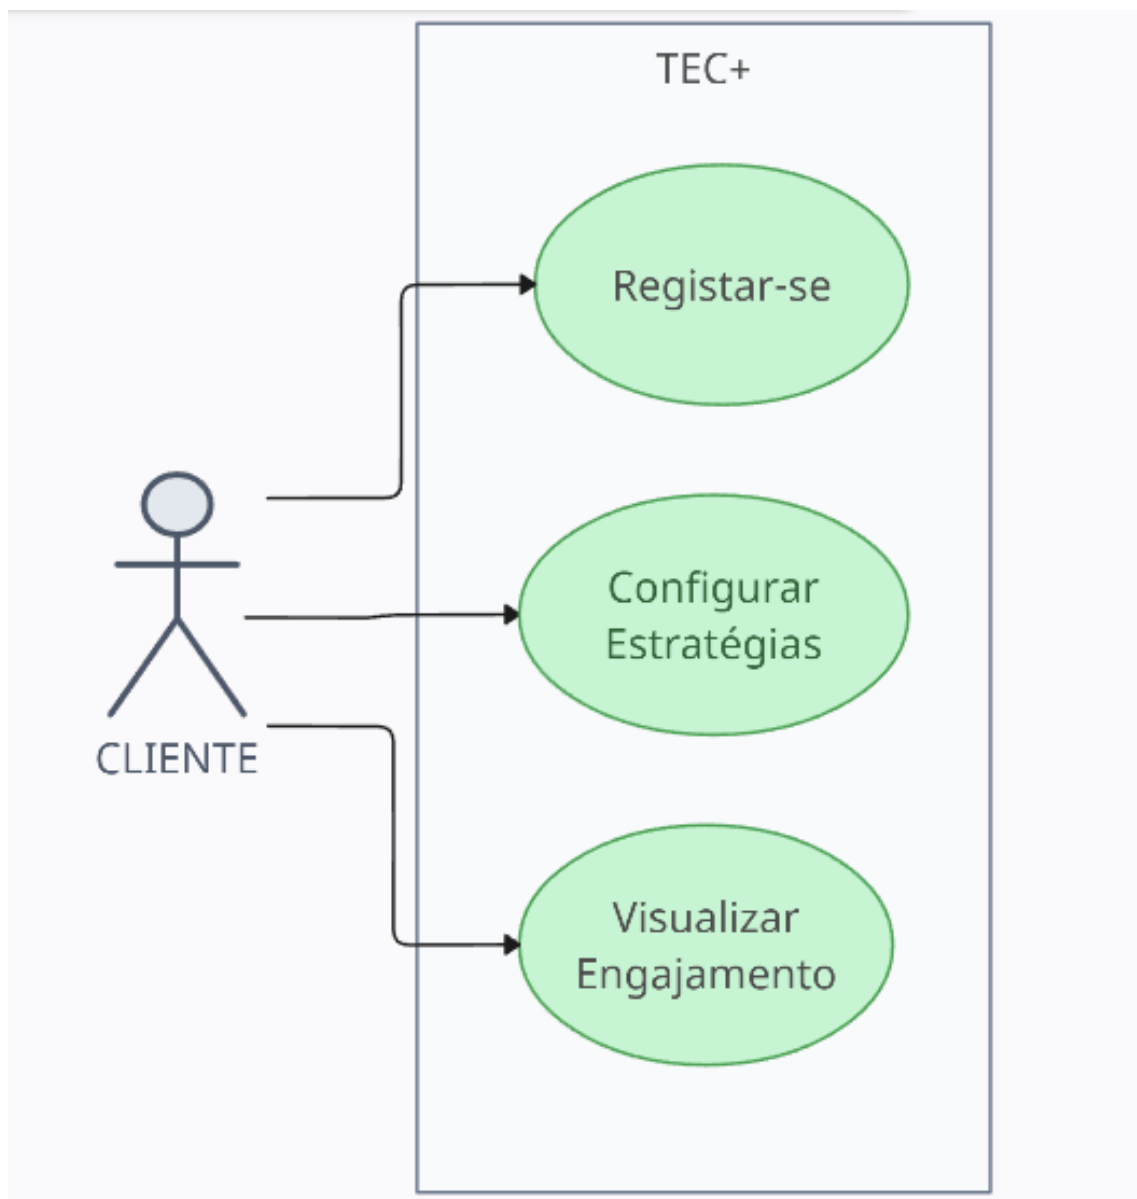 TEC+
Registar-se
Configurar
Estratégias
CLIENTE
Visualizar
Engajamento